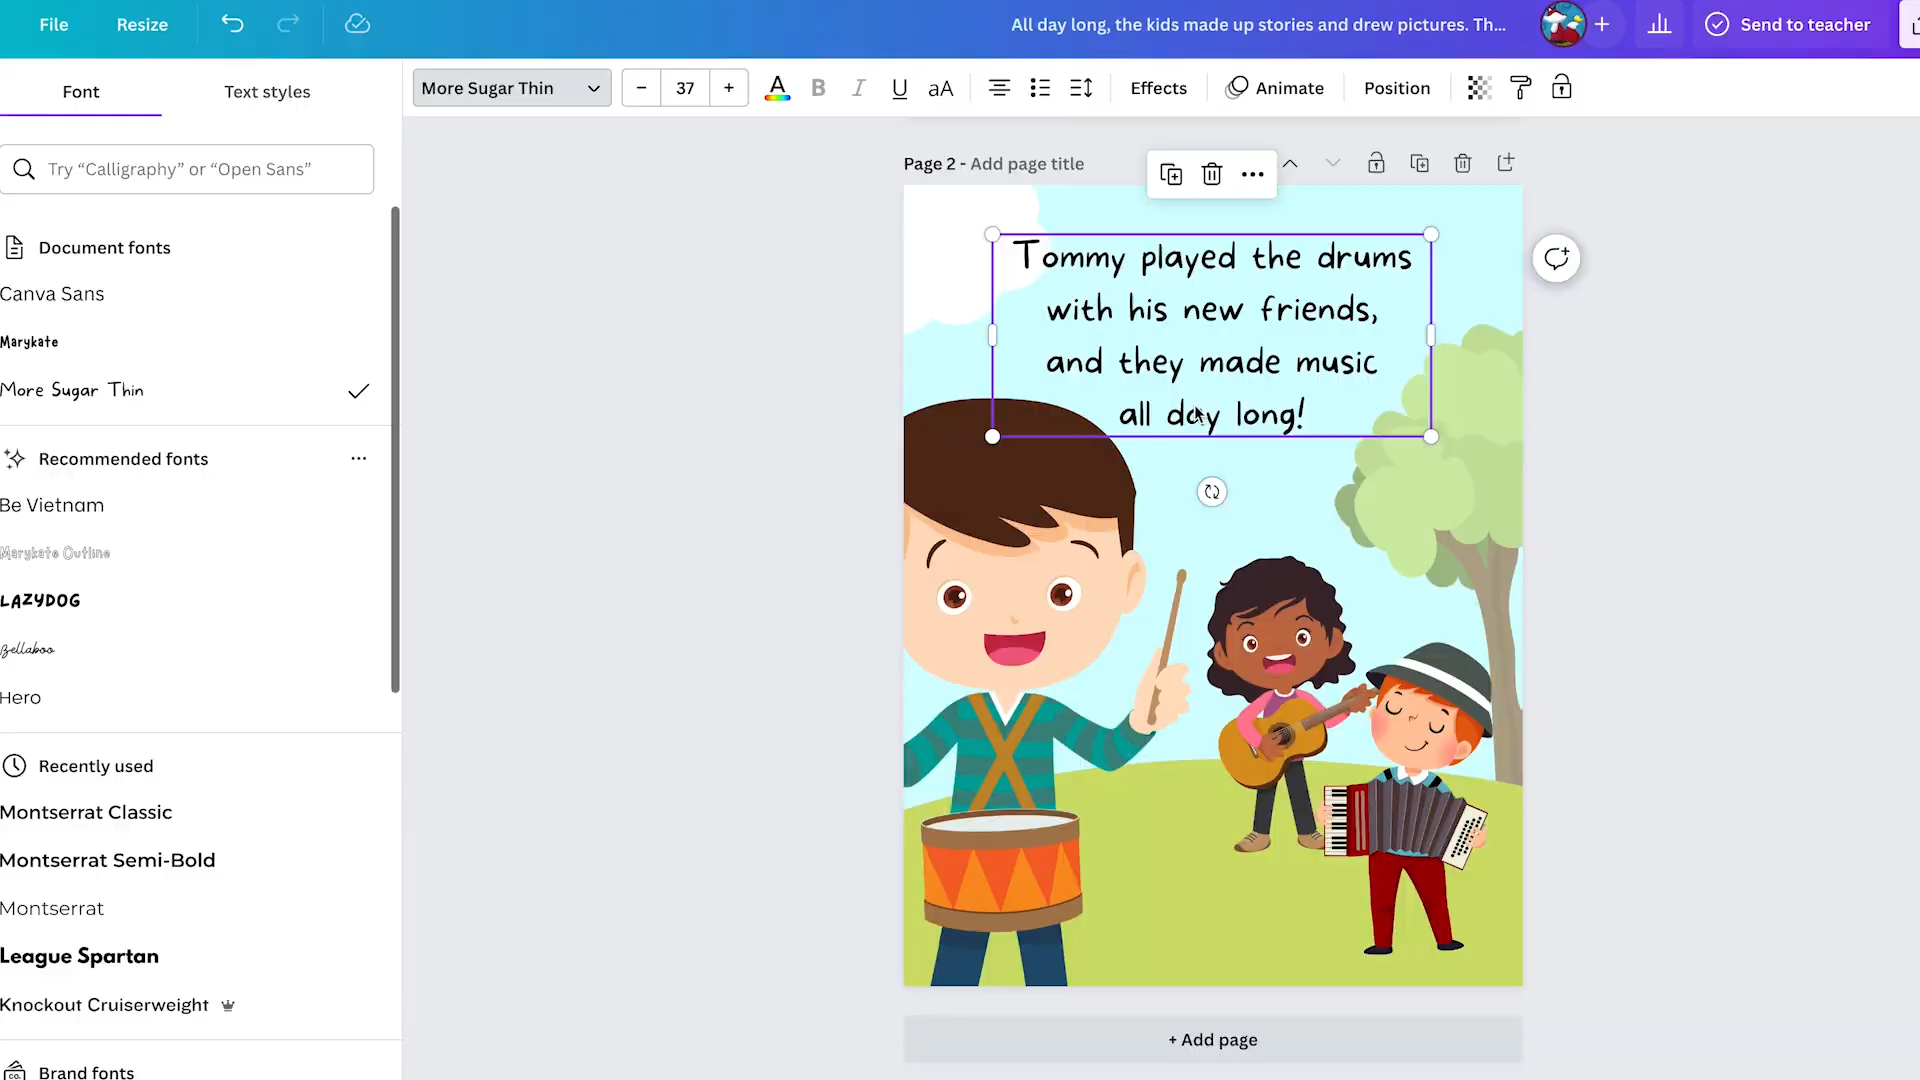 File Resize All day long, the kids made up stories and drew pictures. Th... Send to teacher
Font Text styles
More Sugar Thin 37 A B I U aA Effects Animate Position
Try “Calligraphy” or “Open Sans”
Document fonts
Canva Sans
Marykate
More Sugar Thin
Recommended fonts
Be Vietnam
Marykate Outline
LAZYDOG
Bellaboo
Hero
Recently used
Montserrat Classic
Montserrat Semi-Bold
Montserrat
League Spartan
Knockout Cruiserweight
CO.
Brand fonts
Page 2 - Add page title
Tommy played the drums
with his new friends,
and they made music
all day long!
+ Add page